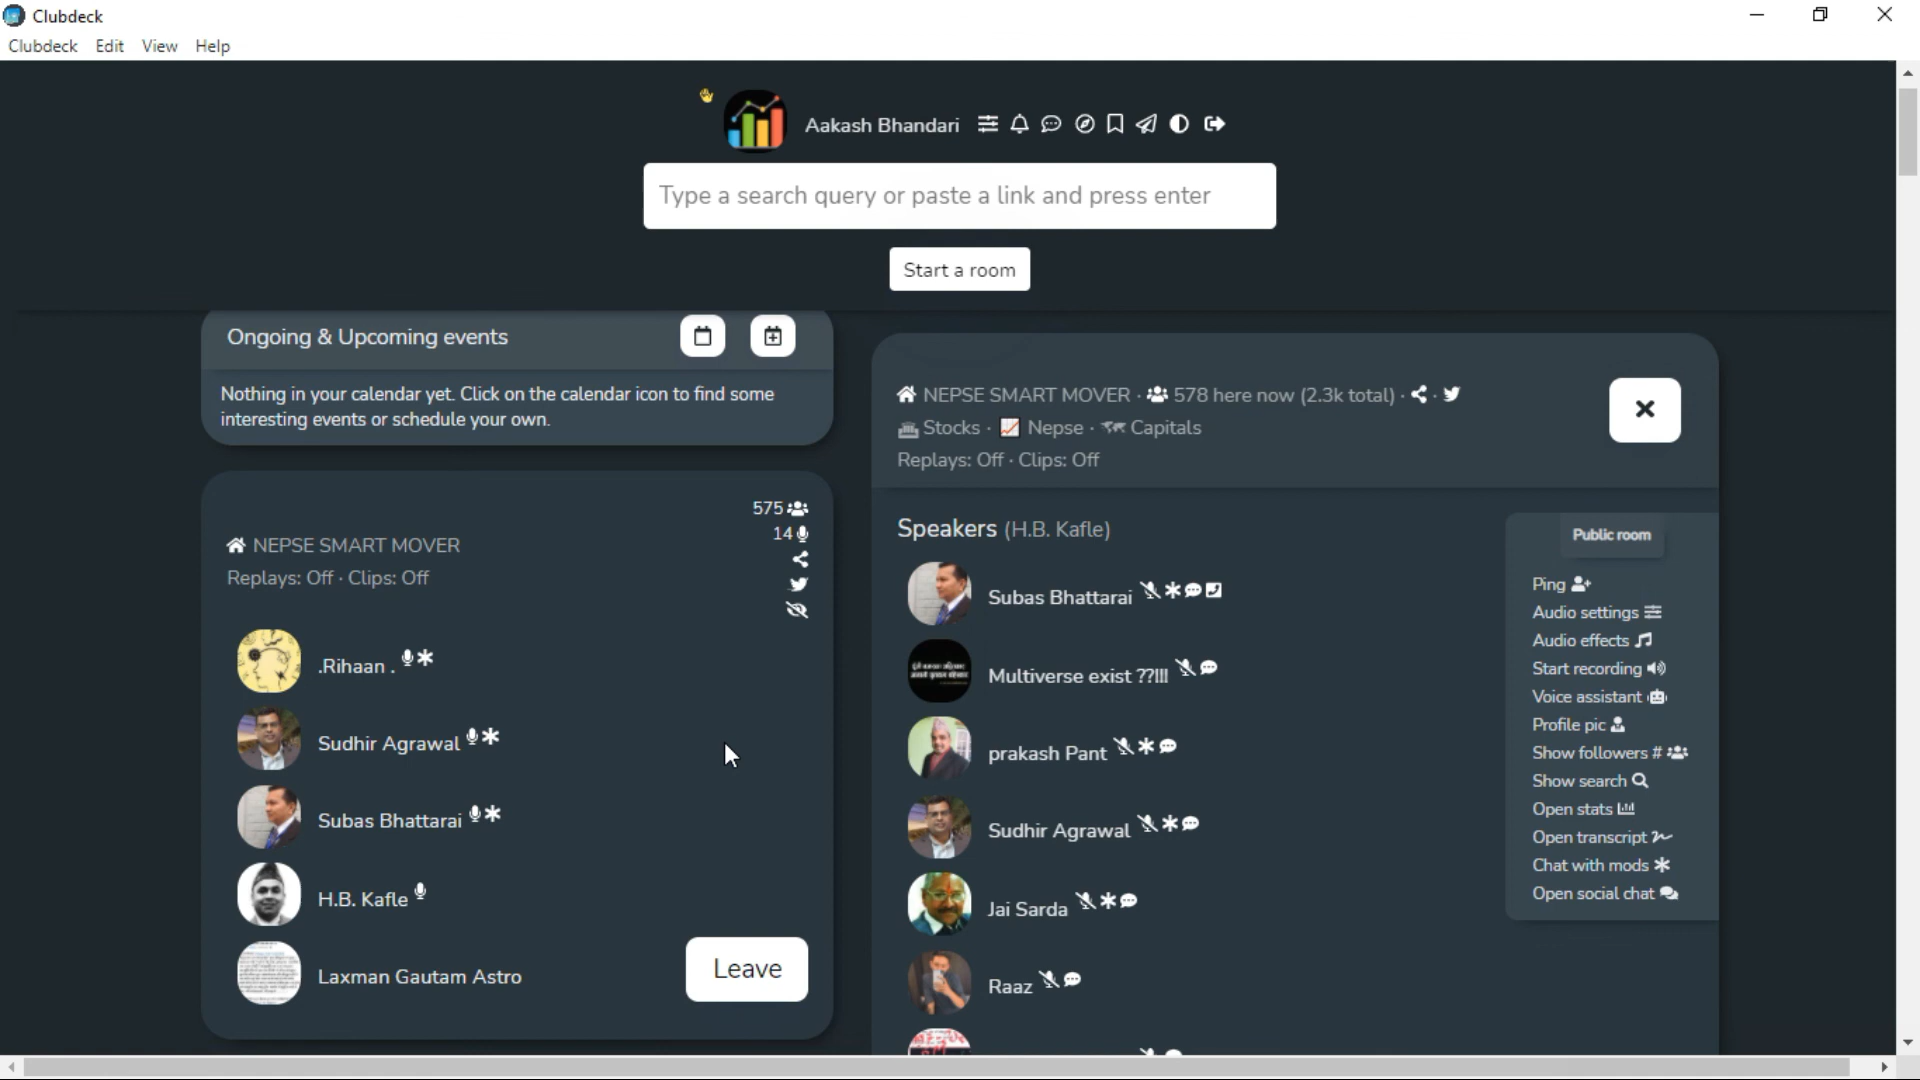 Clubdeck
Clubdeck Edit View Help
Aakash Bhandari
Type a search query or paste a link and press enter
Start a room
Ongoing & Upcoming events
Nothing in your calendar yet. Click on the calendar icon to find some
interesting events or schedule your own.
575
14
NEPSE SMART MOVER
Replays: Off · Clips: Off
.Rihaan .
Sudhir Agrawal
Subas Bhattarai
H.B. Kafle
Laxman Gautam Astro
Leave
NEPSE SMART MOVER · 578 here now (2.3k total) · ·
Stocks · Nepse · Capitals
Replays: Off · Clips: Off
Speakers (H.B. Kafle)
Subas Bhattarai
Multiverse exist ??!!!
prakash Pant
Sudhir Agrawal
Jai Sarda
Raaz
Public room
Ping
Audio settings
Audio effects
Start recording
Voice assistant
Profile pic
Show followers #
Show search
Open stats
Open transcript
Chat with mods
Open social chat